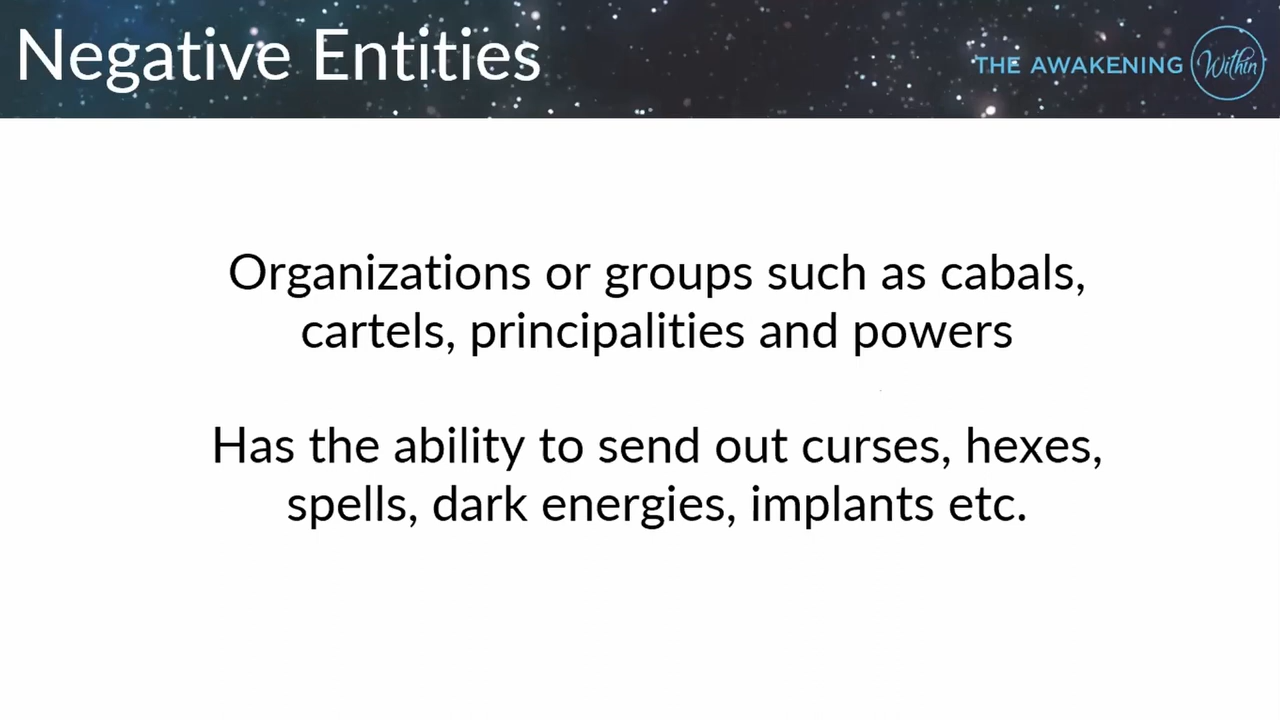 Negative Entities
THE AWAKENING Within
Organizations or groups such as cabals,
cartels, principalities and powers
Has the ability to send out curses, hexes,
spells, dark energies, implants etc.